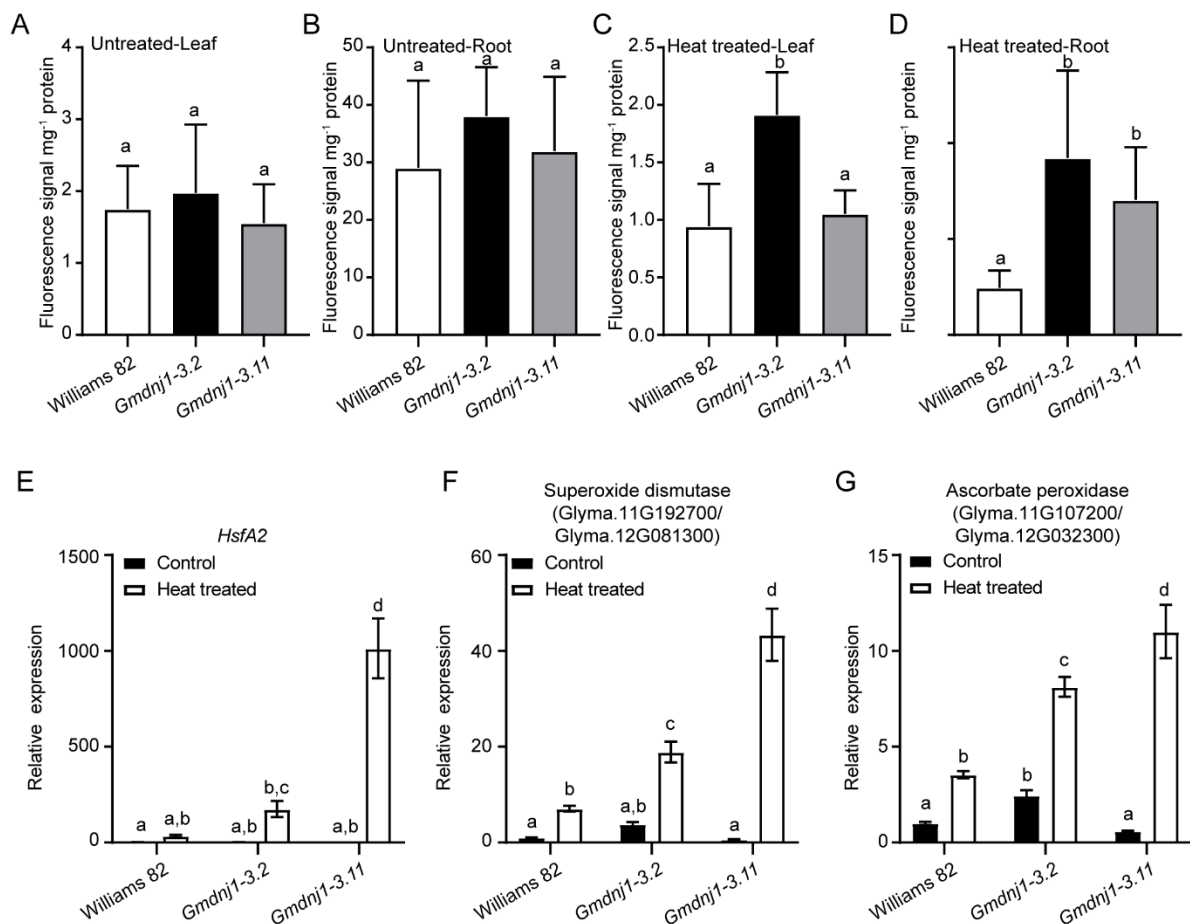 A
Untreated-Leaf
Fluorescence signal mg⁻¹ protein
4
3
2
1
0
a
a
a
Williams 82
Gmdnj1-3.2
Gmdnj1-3.11
B
Untreated-Root
Fluorescence signal mg⁻¹ protein
50
40
30
20
10
0
a
a
a
Williams 82
Gmdnj1-3.2
Gmdnj1-3.11
C
Heat treated-Leaf
Fluorescence signal mg⁻¹ protein
2.5
2.0
1.5
1.0
0.5
0.0
a
b
a
Williams 82
Gmdnj1-3.2
Gmdnj1-3.11
D
Heat treated-Root
Fluorescence signal mg⁻¹ protein
a
b
b
Williams 82
Gmdnj1-3.2
Gmdnj1-3.11
E
HsfA2
Control
Heat treated
Relative expression
1500
1000
500
0
a
a,b
a,b
b,c
a,b
d
Williams 82
Gmdnj1-3.2
Gmdnj1-3.11
F
Superoxide dismutase
(Glyma.11G192700/
Glyma.12G081300)
Control
Heat treated
Relative expression
60
40
20
0
a
b
a,b
c
a
d
Williams 82
Gmdnj1-3.2
Gmdnj1-3.11
G
Ascorbate peroxidase
(Glyma.11G107200/
Glyma.12G032300)
Control
Heat treated
Relative expression
15
10
5
0
a
b
b
c
a
d
Williams 82
Gmdnj1-3.2
Gmdnj1-3.11